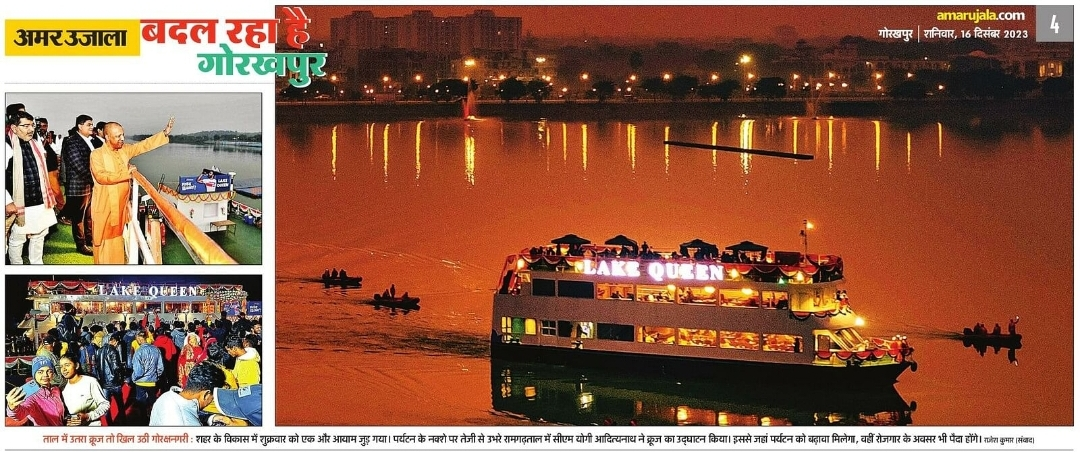 अमर उजाला
बदल रहा है
गोरखपुर
amarujala.com
गोरखपुर | शनिवार, 16 दिसंबर 2023
4
LAKE QUEEN
LAKE QUEEN
ताल में उतरा क्रूज तो खिल उठी गोरक्षनगरी : शहर के विकास में शुक्रवार को एक और आयाम जुड़ गया। पर्यटन के नक्शे पर तेजी से उभरे रामगढ़ताल में सीएम योगी आदित्यनाथ ने क्रूज का उद्घाटन किया। इससे जहां पर्यटन को बढ़ावा मिलेगा, वहीं रोजगार के अवसर भी पैदा होंगे। राजेश कुमार (संवाद)